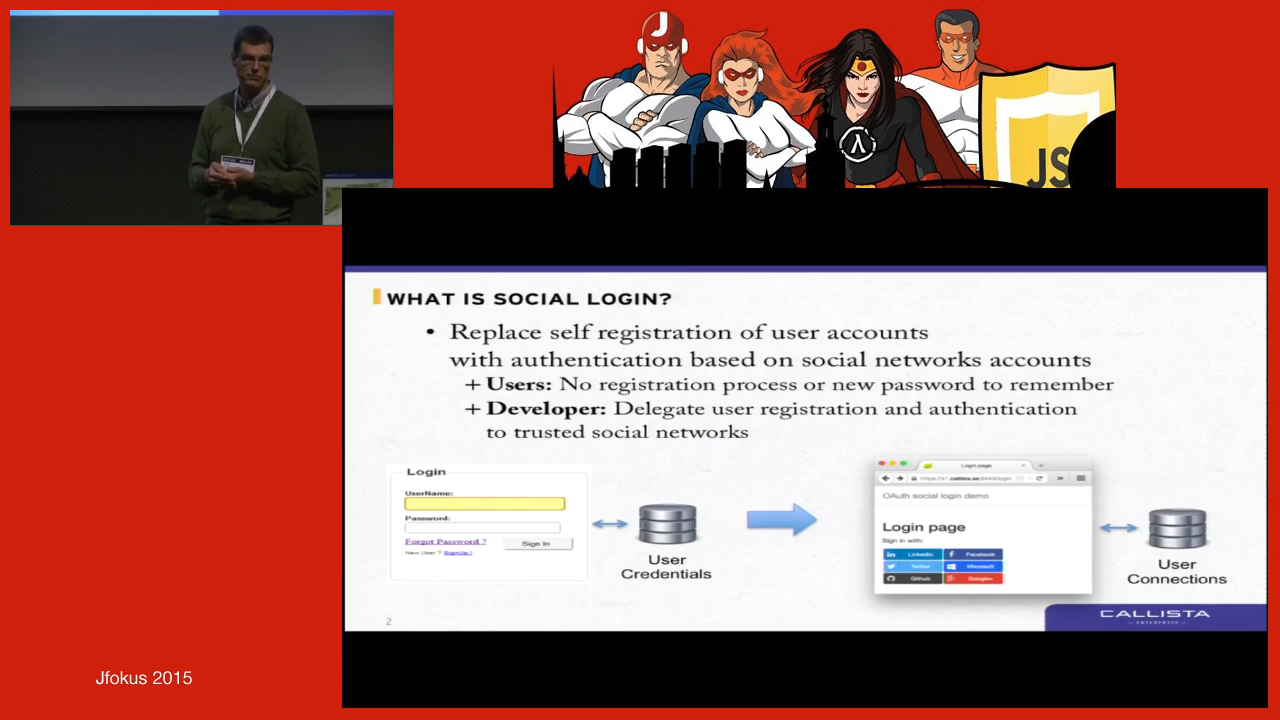 J
JS
WHAT IS SOCIAL LOGIN?
• Replace self registration of user accounts
with authentication based on social networks accounts
+ Users: No registration process or new password to remember
+ Developer: Delegate user registration and authentication
to trusted social networks
Login
UserName:
Password:
Forgot Password ?
Sign In
New User ? SignUp !
User
Credentials
Login page
OAuth social login demo
Login page
Sign in with:
LinkedIn
Facebook
Twitter
Microsoft
Github
Google+
User
Connections
2
CALLISTA
– ENTERPRISE –
Jfokus 2015